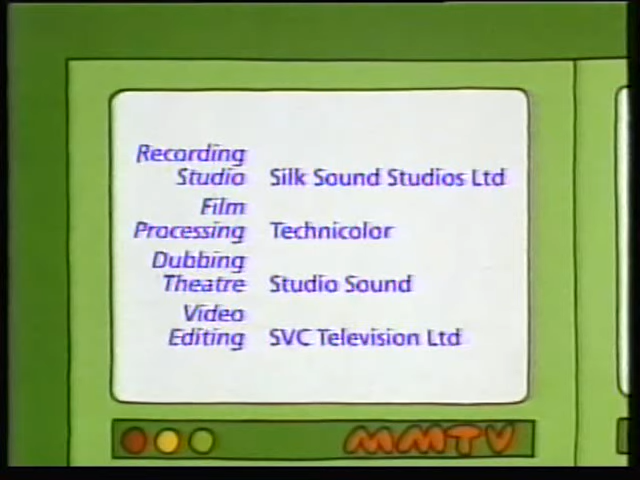 Recording
Studio Silk Sound Studios Ltd
Film
Processing Technicolor
Dubbing
Theatre Studio Sound
Video
Editing SVC Television Ltd
MMTV